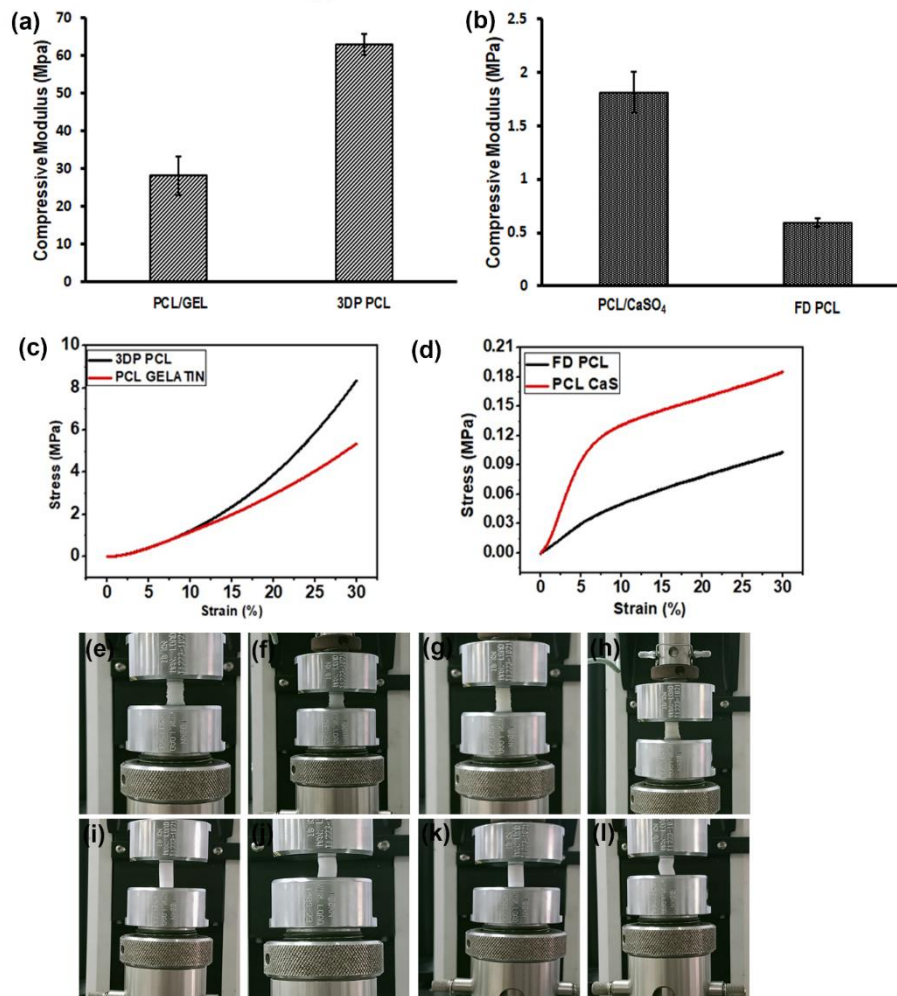 (a)
70
60
50
40
30
20
10
0
Compressive Modulus (Mpa)
PCL/GEL
3DP PCL
(b)
2.5
2
1.5
1
0.5
0
Compressive Modulus (MPa)
PCL/CaSO₄
FD PCL
(c)
10
8
6
4
2
0
Stress (MPa)
3DP PCL
PCL GELATIN
0 5 10 15 20 25 30
Strain (%)
(d)
0.21
0.18
0.15
0.12
0.09
0.06
0.03
0.00
Stress (MPa)
FD PCL
PCL CaS
0 5 10 15 20 25 30
Strain (%)
(e)
(f)
(g)
(h)
(i)
(j)
(k)
(l)